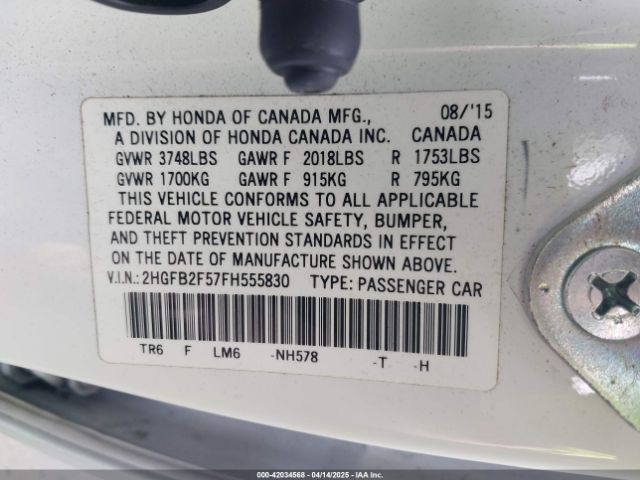 MFD. BY HONDA OF CANADA MFG., 08/'15
A DIVISION OF HONDA CANADA INC. CANADA
GVWR 3748LBS GAWR F 2018LBS R 1753LBS
GVWR 1700KG GAWR F 915KG R 795KG
THIS VEHICLE CONFORMS TO ALL APPLICABLE
FEDERAL MOTOR VEHICLE SAFETY, BUMPER,
AND THEFT PREVENTION STANDARDS IN EFFECT
ON THE DATE OF MANUFACTURE SHOWN ABOVE.
V.I.N.: 2HGFB2F57FH555830 TYPE: PASSENGER CAR
TR6 F LM6 -NH578 -T -H
000-42034568 04/14/2025 IAAI.COM